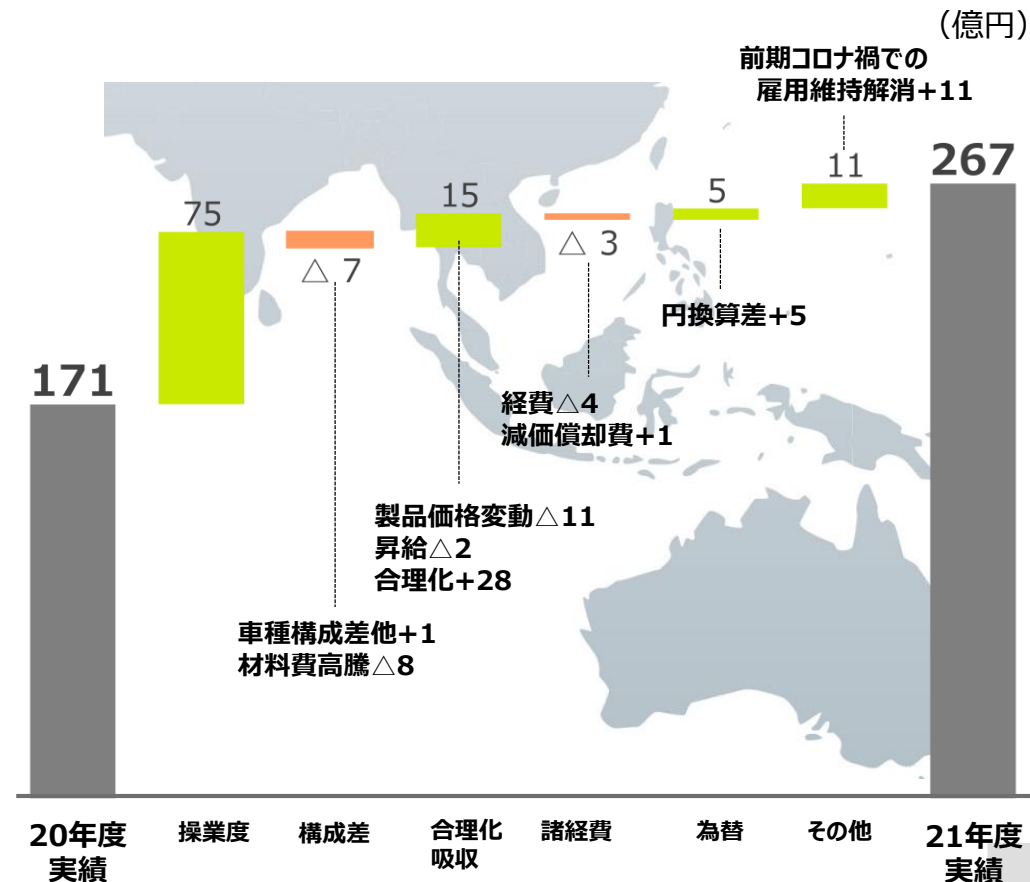 （億円）
前期コロナ禍での
雇用維持解消+11
267
11
5
15
75
△ 3
△ 7
円換算差+5
171
経費△4
減価償却費+1
製品価格変動△11
昇給△2
合理化+28
車種構成差他+1
材料費高騰△8
20年度
実績
操業度
構成差
合理化
吸収
諸経費
為替
その他
21年度
実績